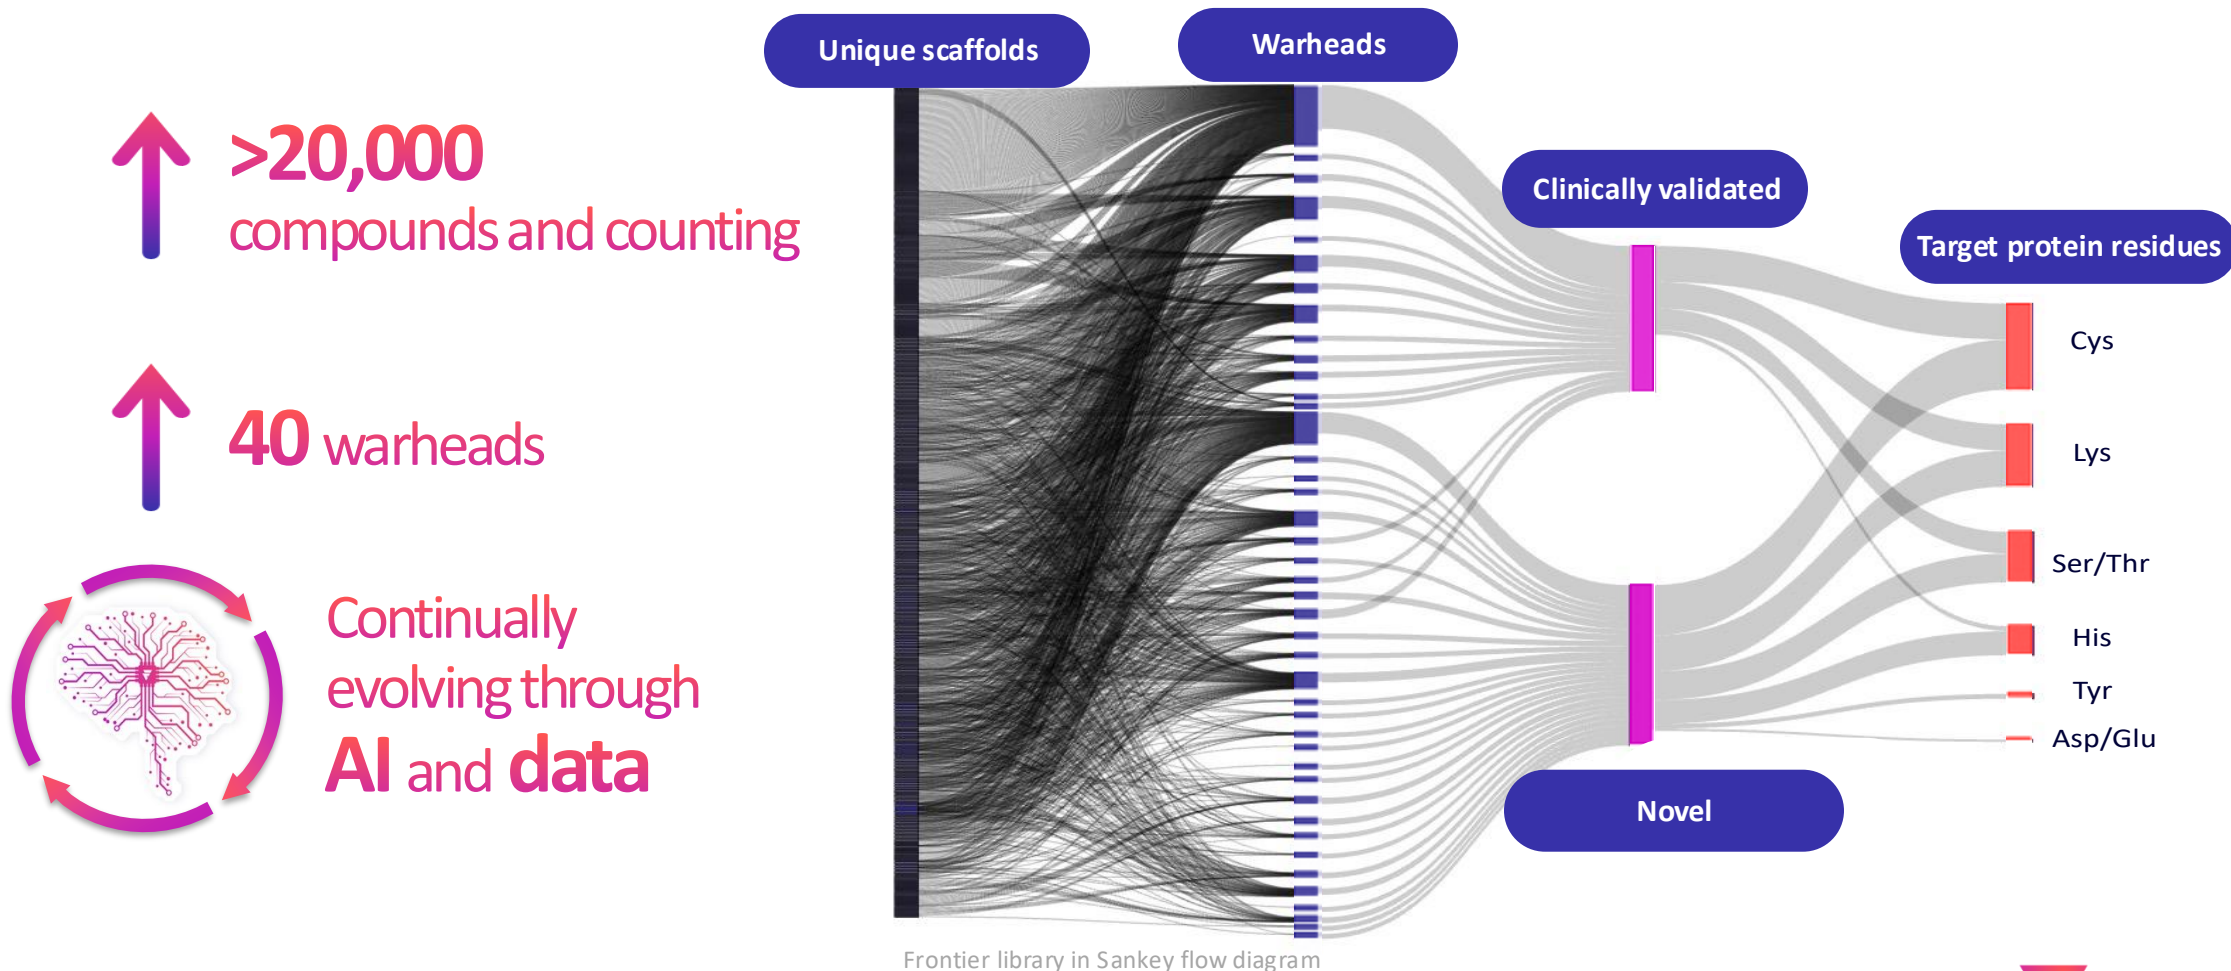 >20,000
compounds and counting
40 warheads
Continually
evolving through
AI and data
Unique scaffolds
Warheads
Clinically validated
Target protein residues
Cys
Lys
Ser/Thr
His
Tyr
Asp/Glu
Novel
Frontier library in Sankey flow diagram